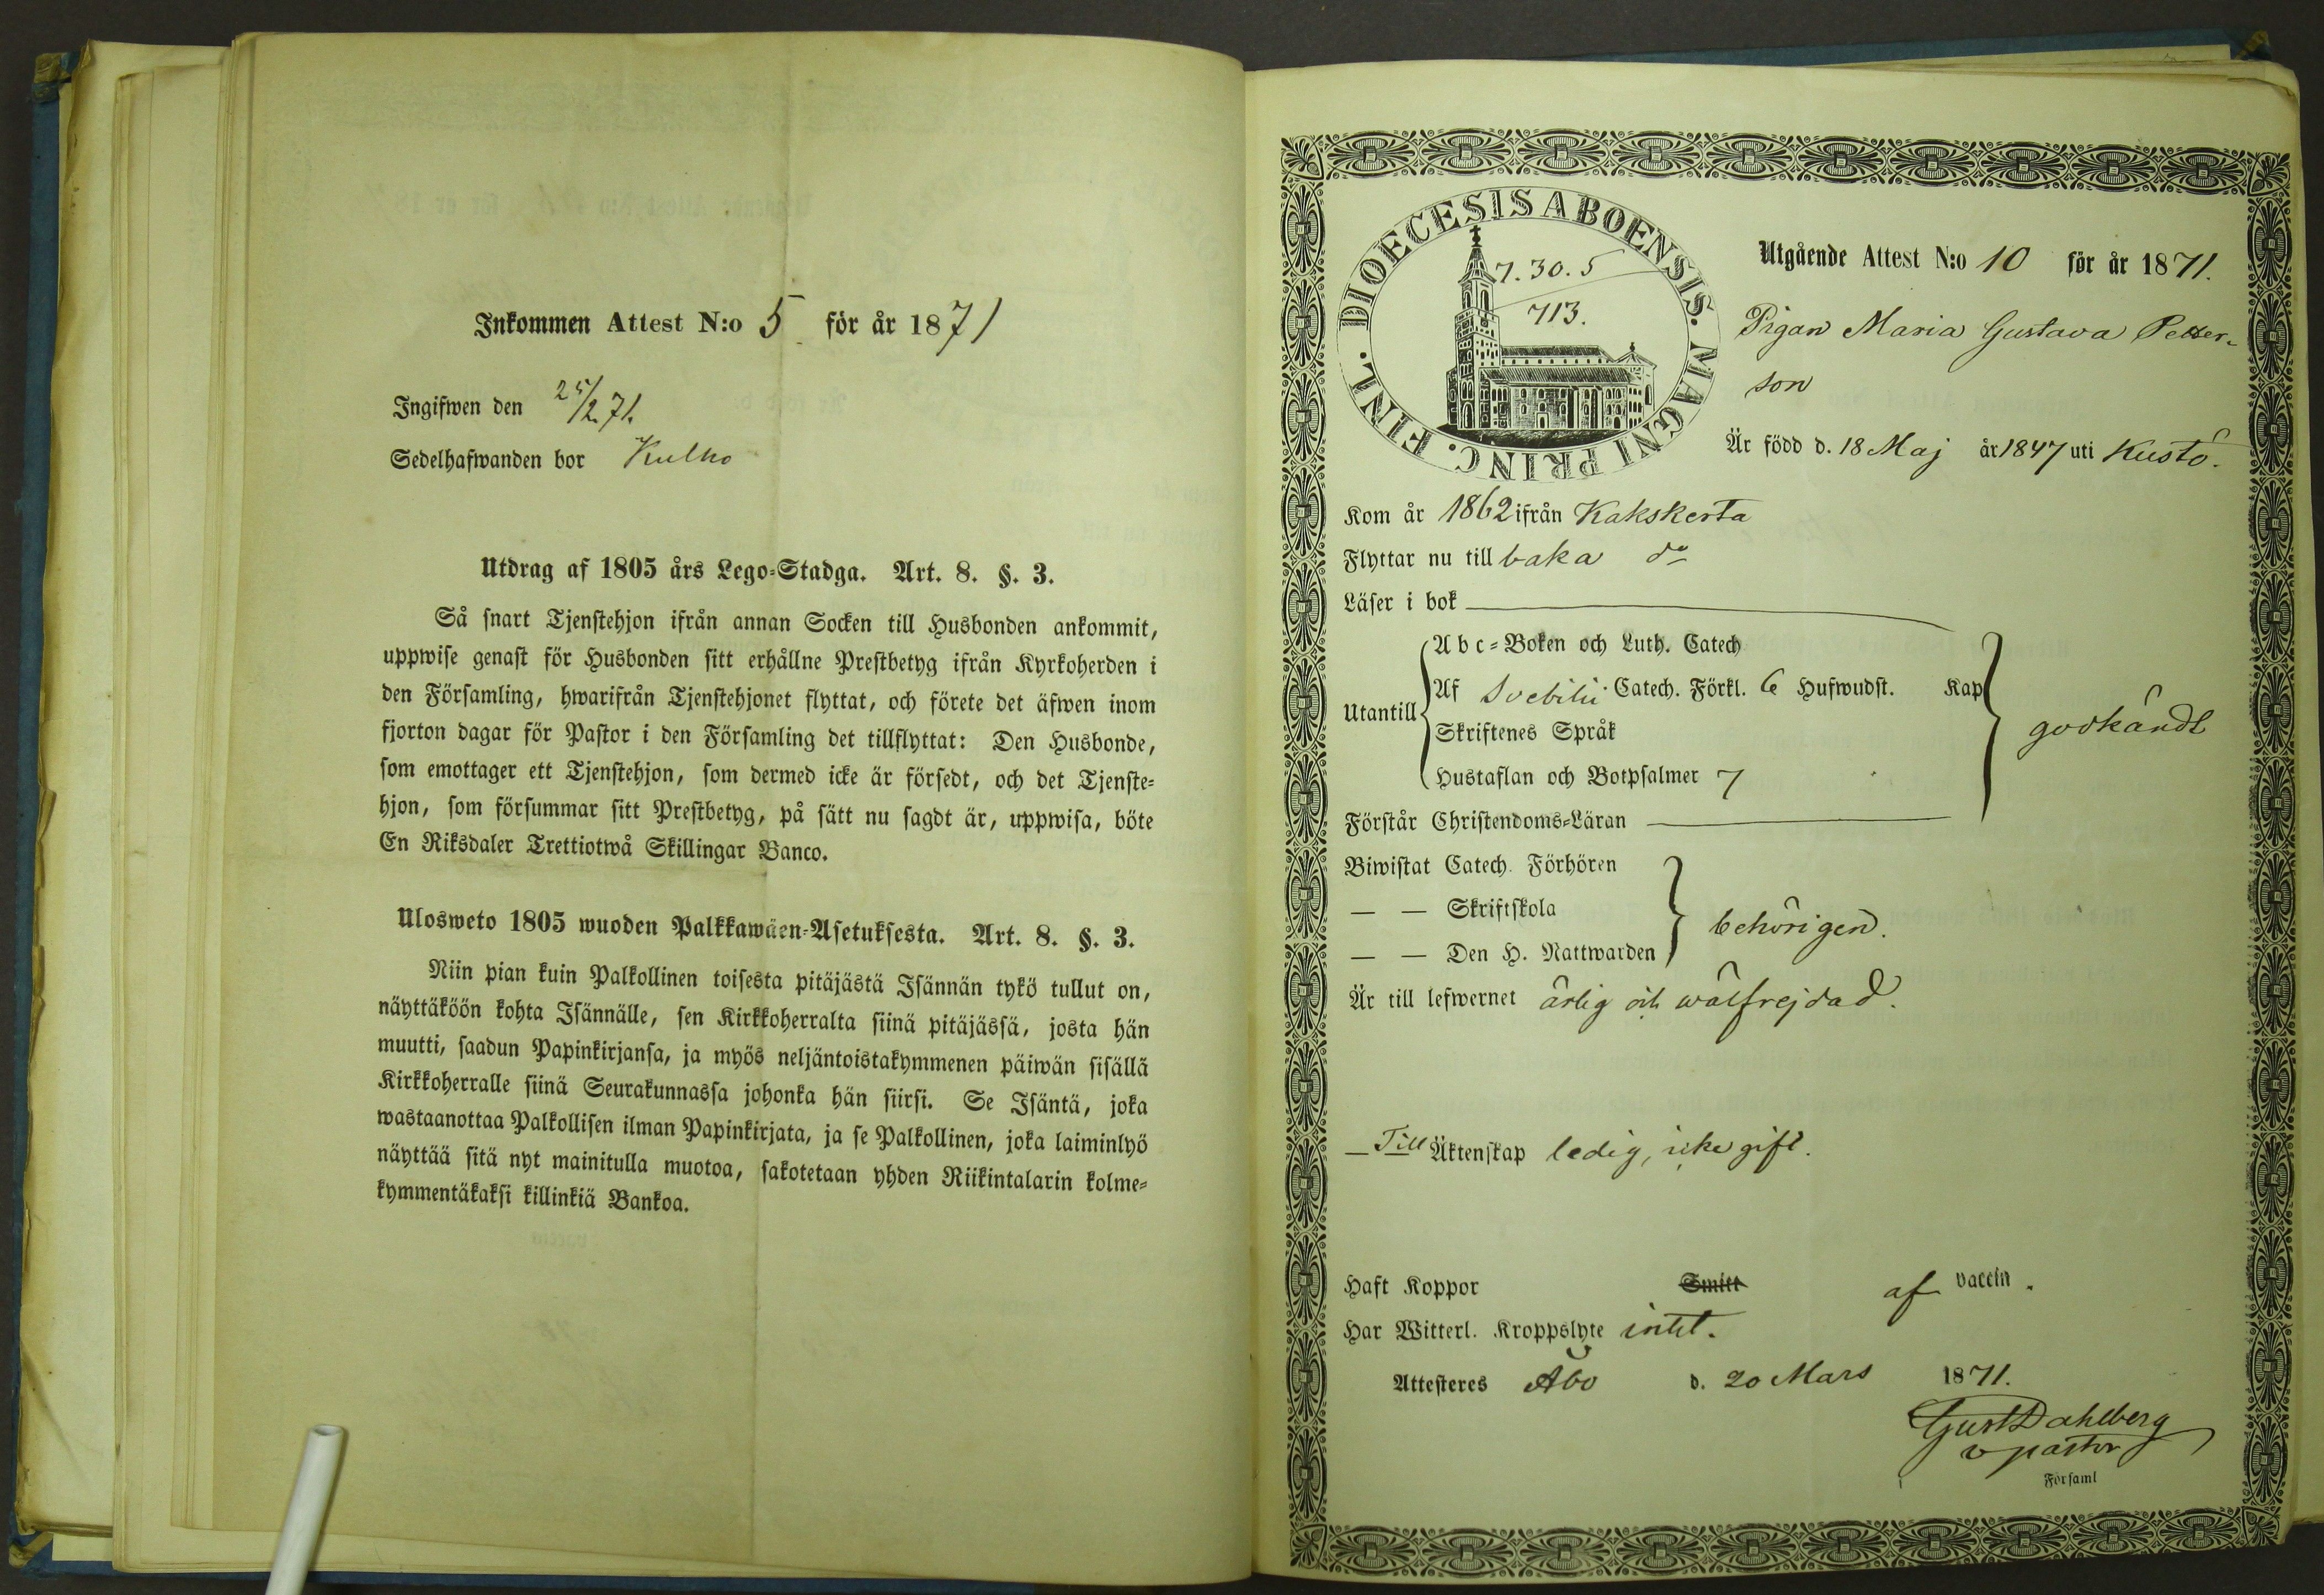 Inkommen Attest N:o 5 för år 1871
Ingifwen den 25/2 71.
Sedelhafwanden bor Kulho
Utdrag af 1805 års Lego-Stadga. Art. 8. §. 3.
Så snart Tjenstehjon ifrån annan Socken till Husbonden ankommit,
uppwise genast för Husbonden sitt erhållne Prestbetyg ifrån Kyrkoherden i
den Församling, hwarifrån Tjenstehjonet flyttat, och förete det äfwen inom
fjorton dagar för Pastor i den Församling det tillflyttat: Den Husbonde,
som emottager ett Tjenstehjon, som dermed icke är försedt, och det Tjenste-
hjon, som försummar sitt Prestbetyg, på sätt nu sagdt är, uppwisa, böte
En Riksdaler Trettiotwå Skillingar Banco.
Ulosweto 1805 wuoden Palkkawäen-Asetuksesta. Art. 8. §. 3.
Niin pian kuin Palkollinen toisesta pitäjästä Isännän tykö tullut on,
näyttäköön kohta Isännälle, sen Kirkkoherralta siinä pitäjässä, josta hän
muutti, saadun Papinkirjansa, ja myös neljäntoistakymmenen päiwän sisällä
Kirkkoherralle siinä Seurakunnassa johonka hän siirsi. Se Isäntä, joka
wastaanottaa Palkollisen ilman Papinkirjata, ja se Palkollinen, joka laiminlyö
näyttää sitä nyt mainitulla muotoa, sakotetaan yhden Riikintalarin kolme-
kymmentäkaksi killinkiä Bankoa.
DIOECESIS ABOENSIS. MAGNI PRINC. FINL.
7.30.5
713.
Utgående Attest N:o 10 för år 1871.
Pigan Maria Gustava Petter-
son
Är född d. 18 Maj år 1847 uti Kustö.
Kom år 1862 ifrån Kakskerta
Flyttar nu till baka do
Läser i bok
Utantill
Abc-Boken och Luth. Catech
Af Svebilii Catech. Förkl. 6 Hufwudst. Kap
Skriftenes Språk
Hustaflan och Botpsalmer 7
godkändt
Förstår Christendoms-Läran
Biwistat Catech. Förhören
— — Skriftskola
— — Den H. Nattwarden
behörigen.
Är till lefwernet ärlig och wälfrejdad.
— Till Äktenskap ledig, icke gift.
Haft Koppor Smitt af vaccin.
Har Witterl. Kroppslyte intet.
Attesteres Åbo d. 20 Mars 1871.
Gust Dahlberg
v pastor
Församl